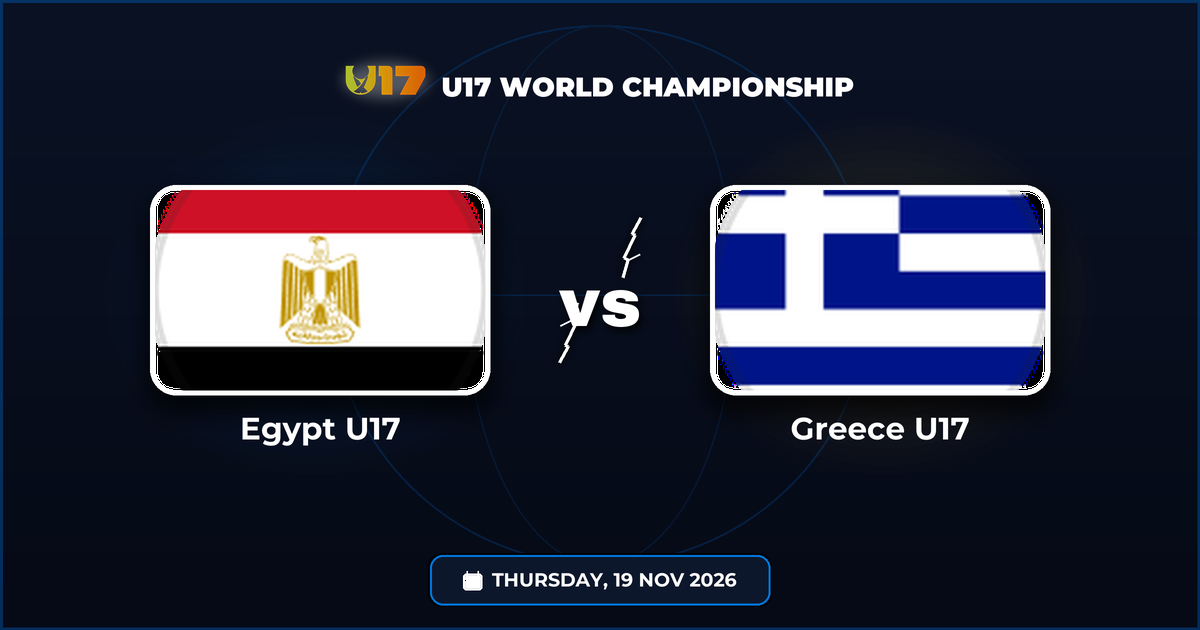 U17 U17 WORLD CHAMPIONSHIP
VS
Egypt U17
Greece U17
THURSDAY, 19 NOV 2026